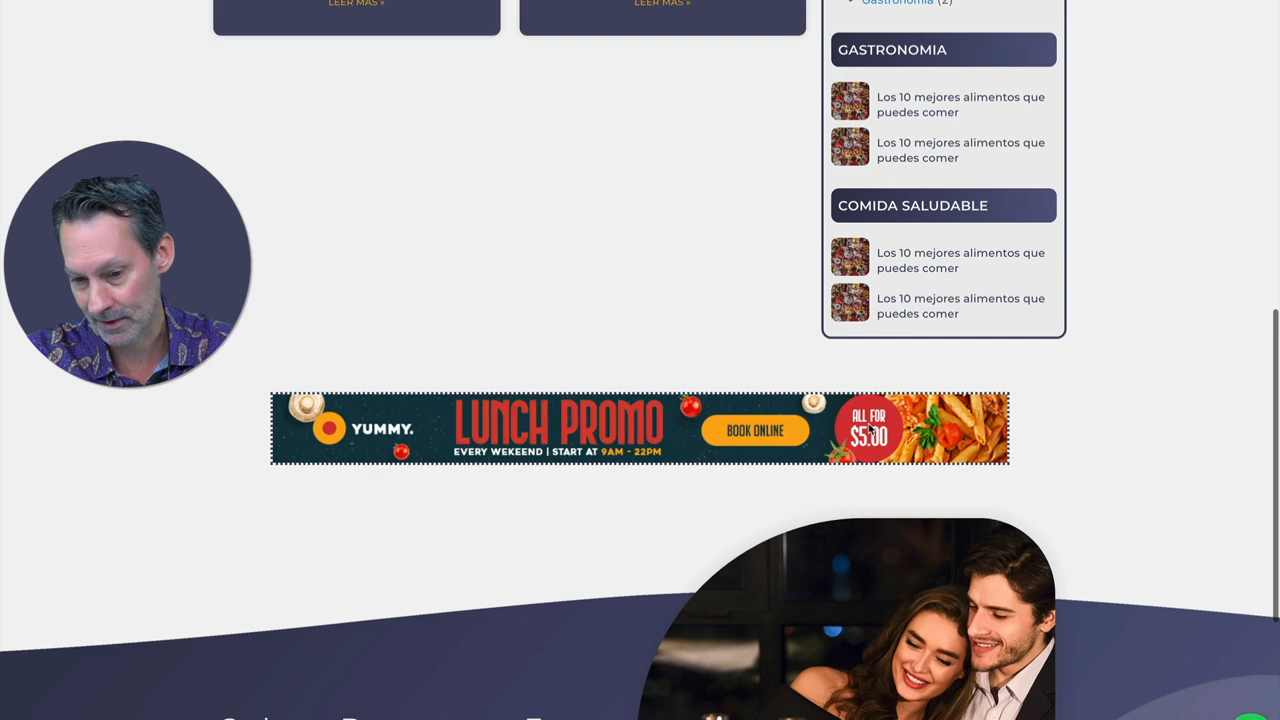 LEER MÁS »
LEER MÁS »
Gastronomía (2)
GASTRONOMIA
Los 10 mejores alimentos que
puedes comer
Los 10 mejores alimentos que
puedes comer
COMIDA SALUDABLE
Los 10 mejores alimentos que
puedes comer
Los 10 mejores alimentos que
puedes comer
YUMMY.
LUNCH PROMO
EVERY WEKEEND | START AT 9AM - 22PM
BOOK ONLINE
ALL FOR
$5.00